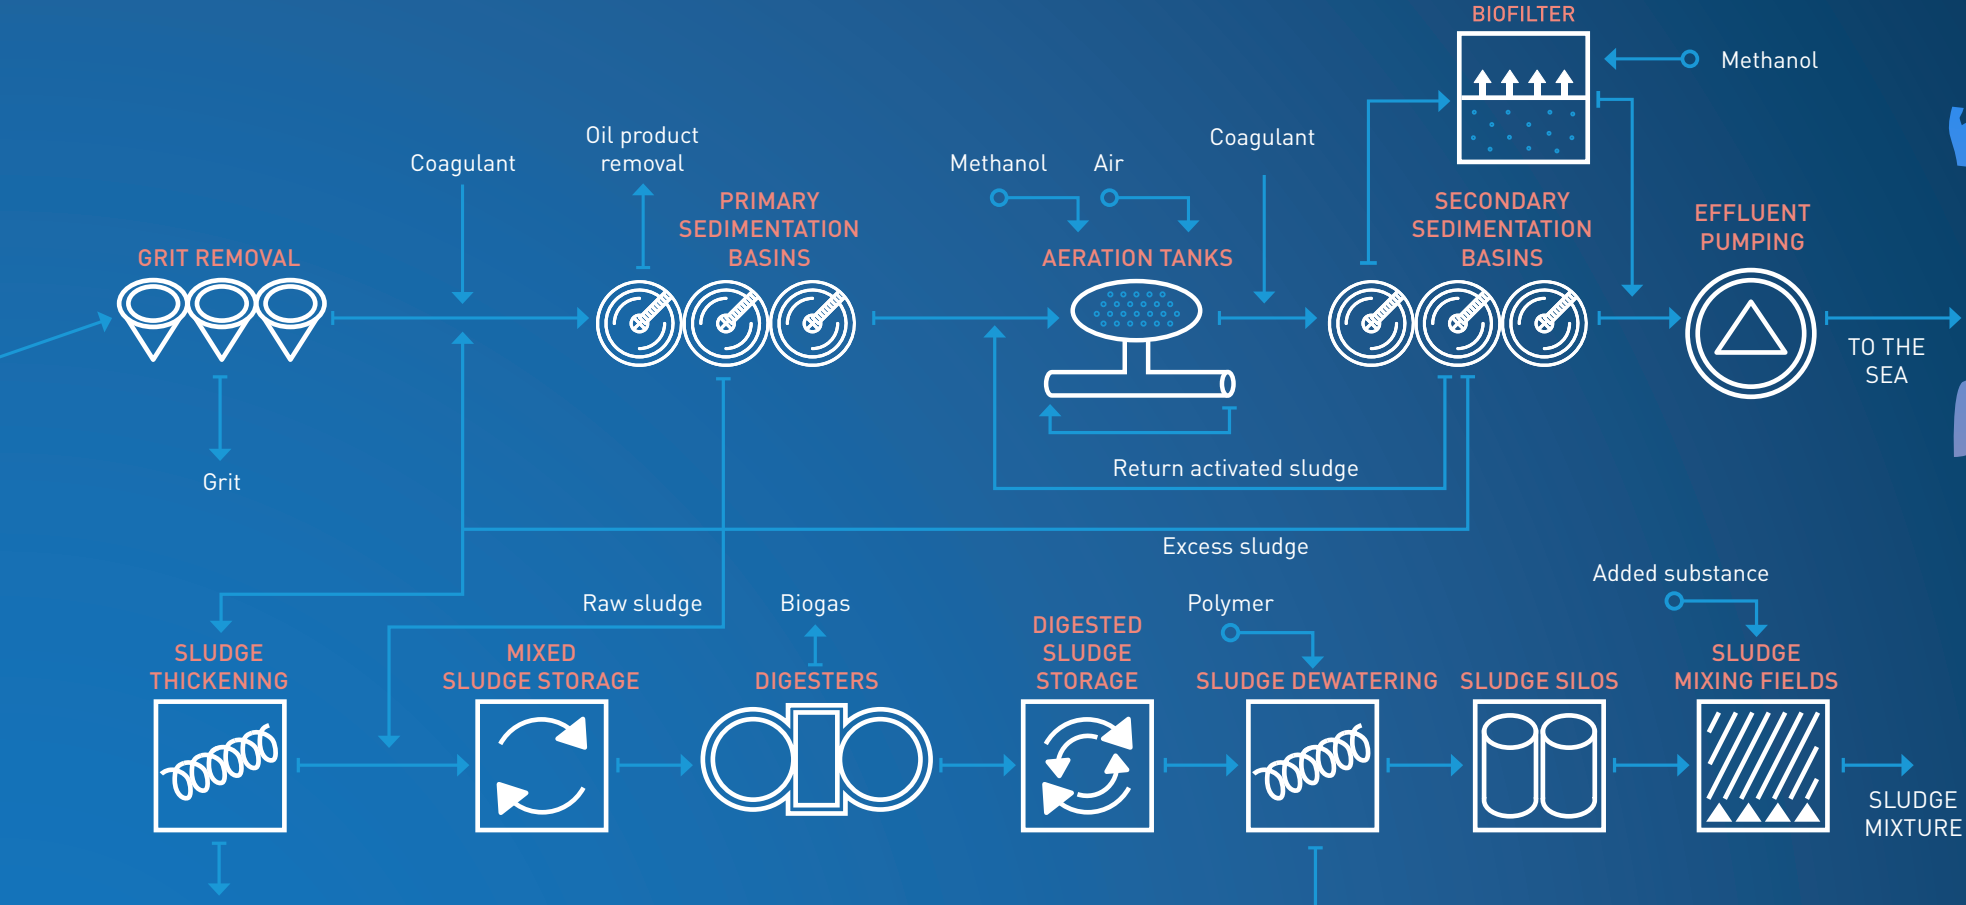 BIOFILTER
Methanol
Oil product
removal
Coagulant
Methanol
Air
Coagulant
PRIMARY
SEDIMENTATION
BASINS
SECONDARY
SEDIMENTATION
BASINS
EFFLUENT
PUMPING
GRIT REMOVAL
AERATION TANKS
TO THE
SEA
Grit
Return activated sludge
Excess sludge
Added substance
Raw sludge
Biogas
Polymer
SLUDGE
THICKENING
MIXED
SLUDGE STORAGE
DIGESTERS
DIGESTED
SLUDGE
STORAGE
SLUDGE DEWATERING
SLUDGE SILOS
SLUDGE
MIXING FIELDS
SLUDGE
MIXTURE